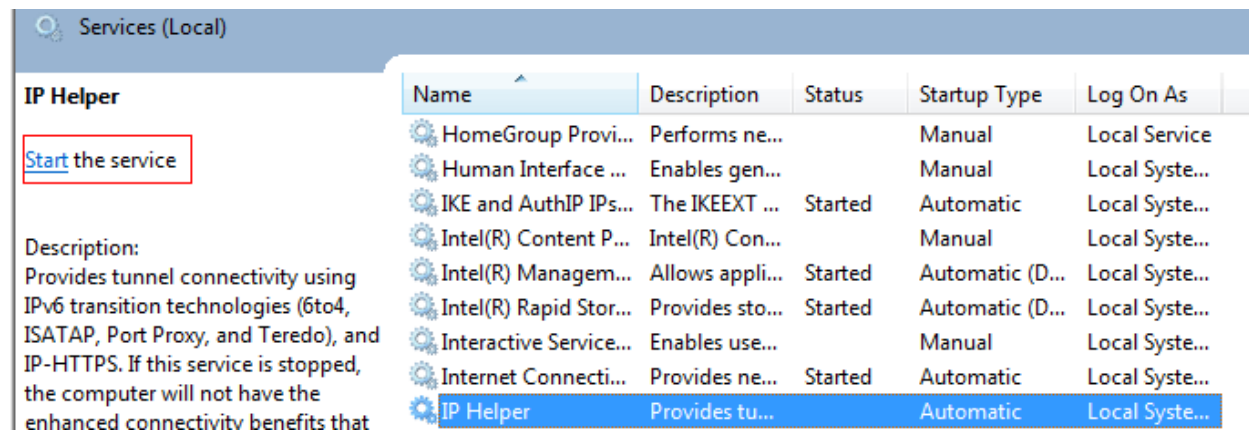 Services (Local)
IP Helper
Start the service
Description:
Provides tunnel connectivity using
IPv6 transition technologies (6to4,
ISATAP, Port Proxy, and Teredo), and
IP-HTTPS. If this service is stopped,
the computer will not have the
enhanced connectivity benefits that
Name Description Status Startup Type Log On As
HomeGroup Provi... Performs ne... Manual Local Service
Human Interface ... Enables gen... Manual Local Syste...
IKE and AuthIP IPs... The IKEEXT ... Started Automatic Local Syste...
Intel(R) Content P... Intel(R) Con... Manual Local Syste...
Intel(R) Managem... Allows appli... Started Automatic (D... Local Syste...
Intel(R) Rapid Stor... Provides sto... Started Automatic (D... Local Syste...
Interactive Service... Enables use... Manual Local Syste...
Internet Connecti... Provides ne... Started Automatic Local Syste...
IP Helper Provides tu... Automatic Local Syste...